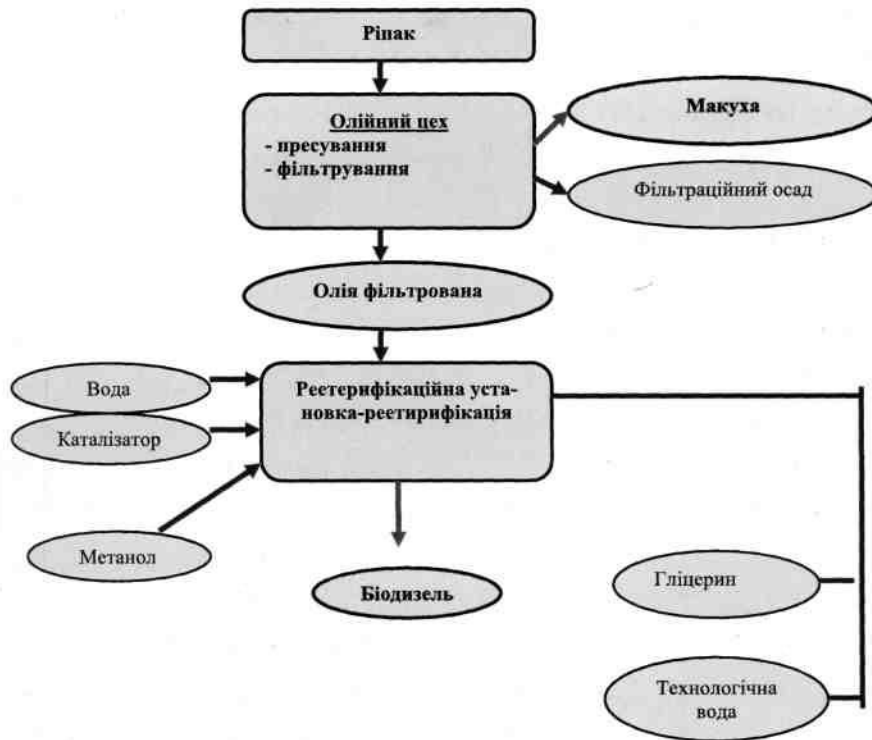 Ріпак
Олійний цех
- пресування
- фільтрування
Макуха
Фільтраційний осад
Олія фільтрована
Вода
Каталізатор
Метанол
Реетерифікаційна уста-
новка-реетирифікація
Біодизель
Гліцерин
Технологічна
вода